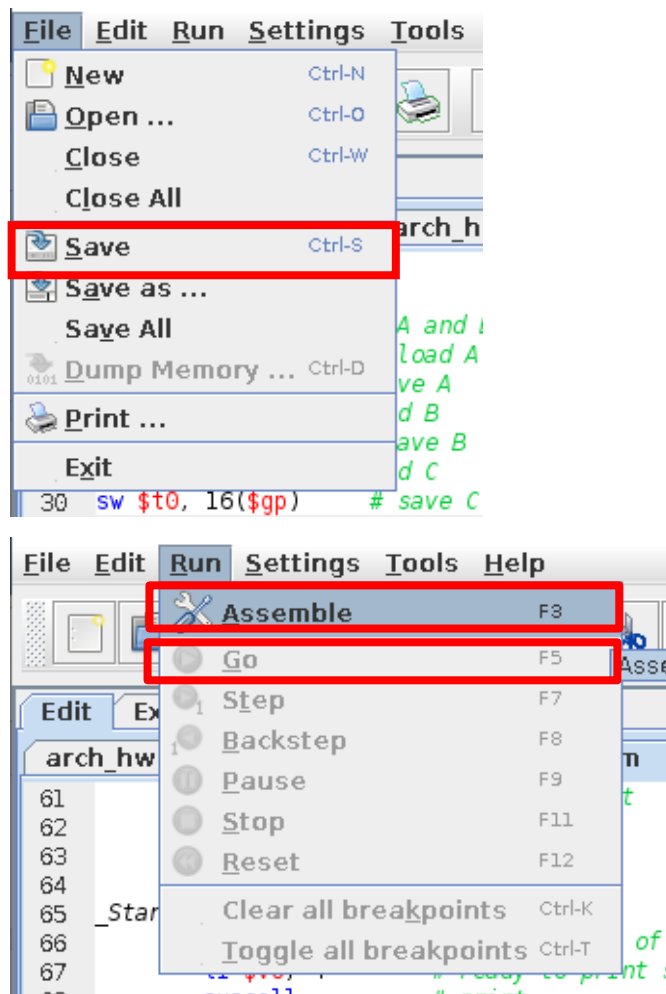 File Edit Run Settings Tools
New Ctrl-N
Open ... Ctrl-O
Close Ctrl-W
Close All
arch_h
Save Ctrl-S
Save as ...
Save All A and
load A
Dump Memory ... Ctrl-D
ve A
Print ... d B
ave B
Exit d C
30 sw $t0, 16($gp) # save C
File Edit Run Settings Tools Help
Assemble F3
Go F5 Asse
Step F7
Edit Ex
Backstep F8
arch_hw m
Pause F9
61 t
62 Stop F11
63 Reset F12
64
65 _Star Clear all breakpoints Ctrl-K
66 Toggle all breakpoints Ctrl-T of
67 # ready to print s